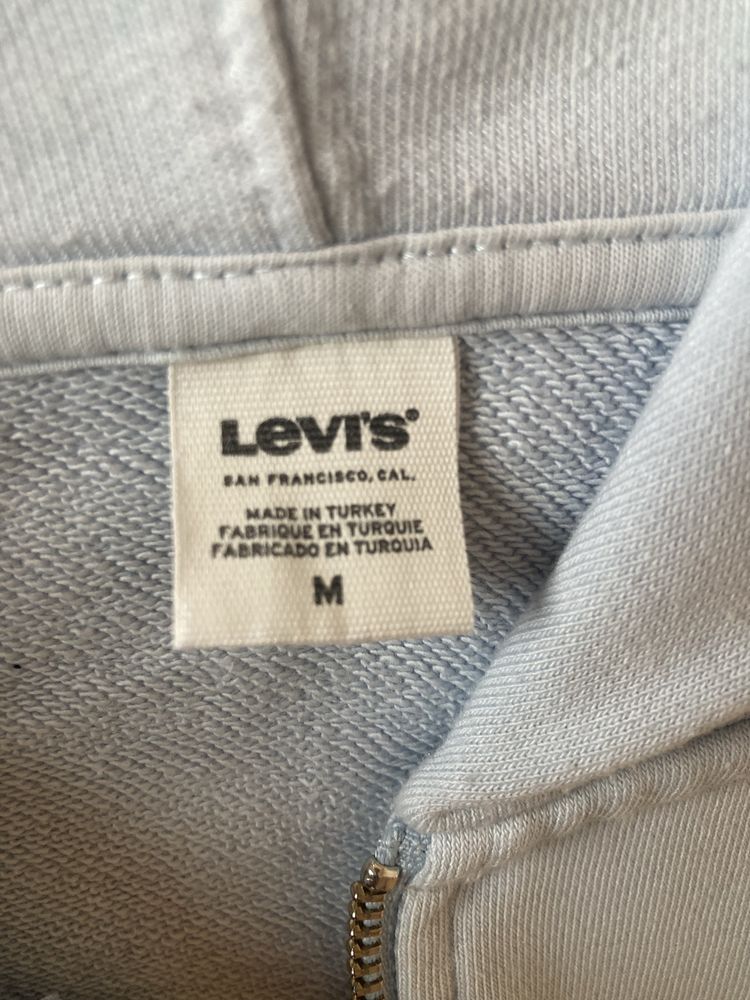 Levi's®
SAN FRANCISCO, CAL.
MADE IN TURKEY
FABRIQUE EN TURQUIE
FABRICADO EN TURQUIA
M